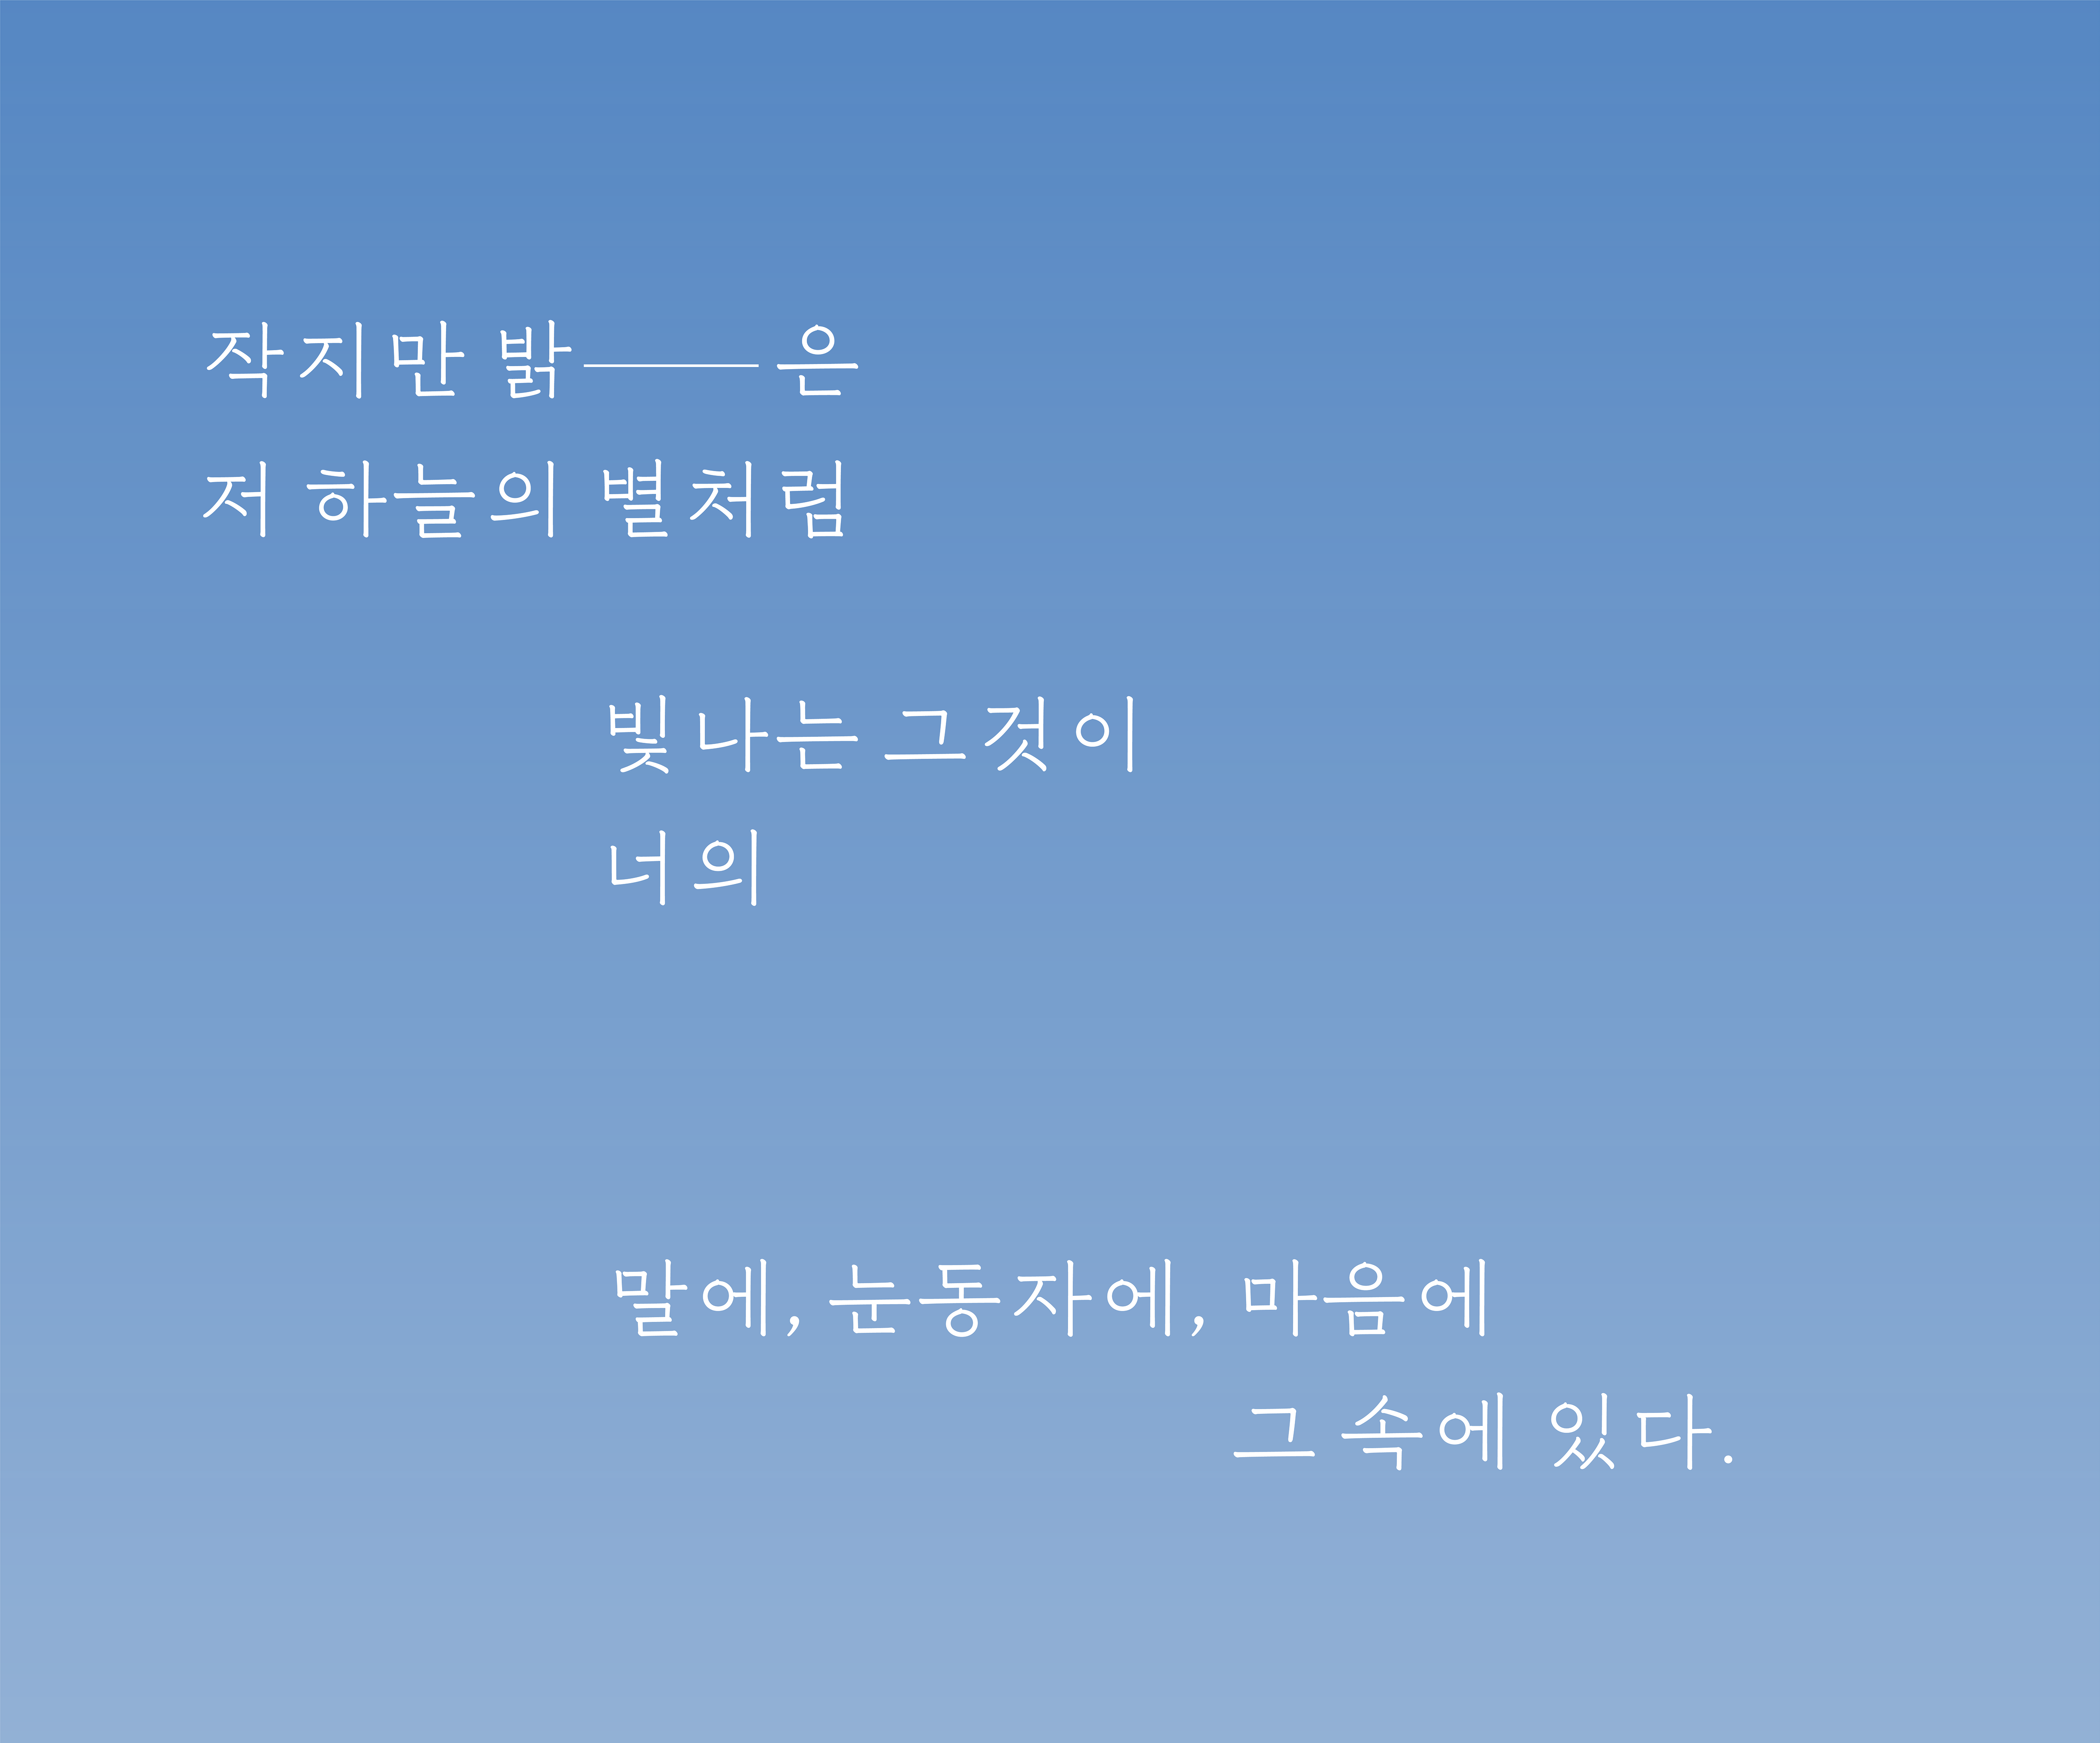 작지만 밝——은
저 하늘의 별처럼
빛나는 그것이
너의
말에, 눈동자에, 마음에
그 속에 있다.